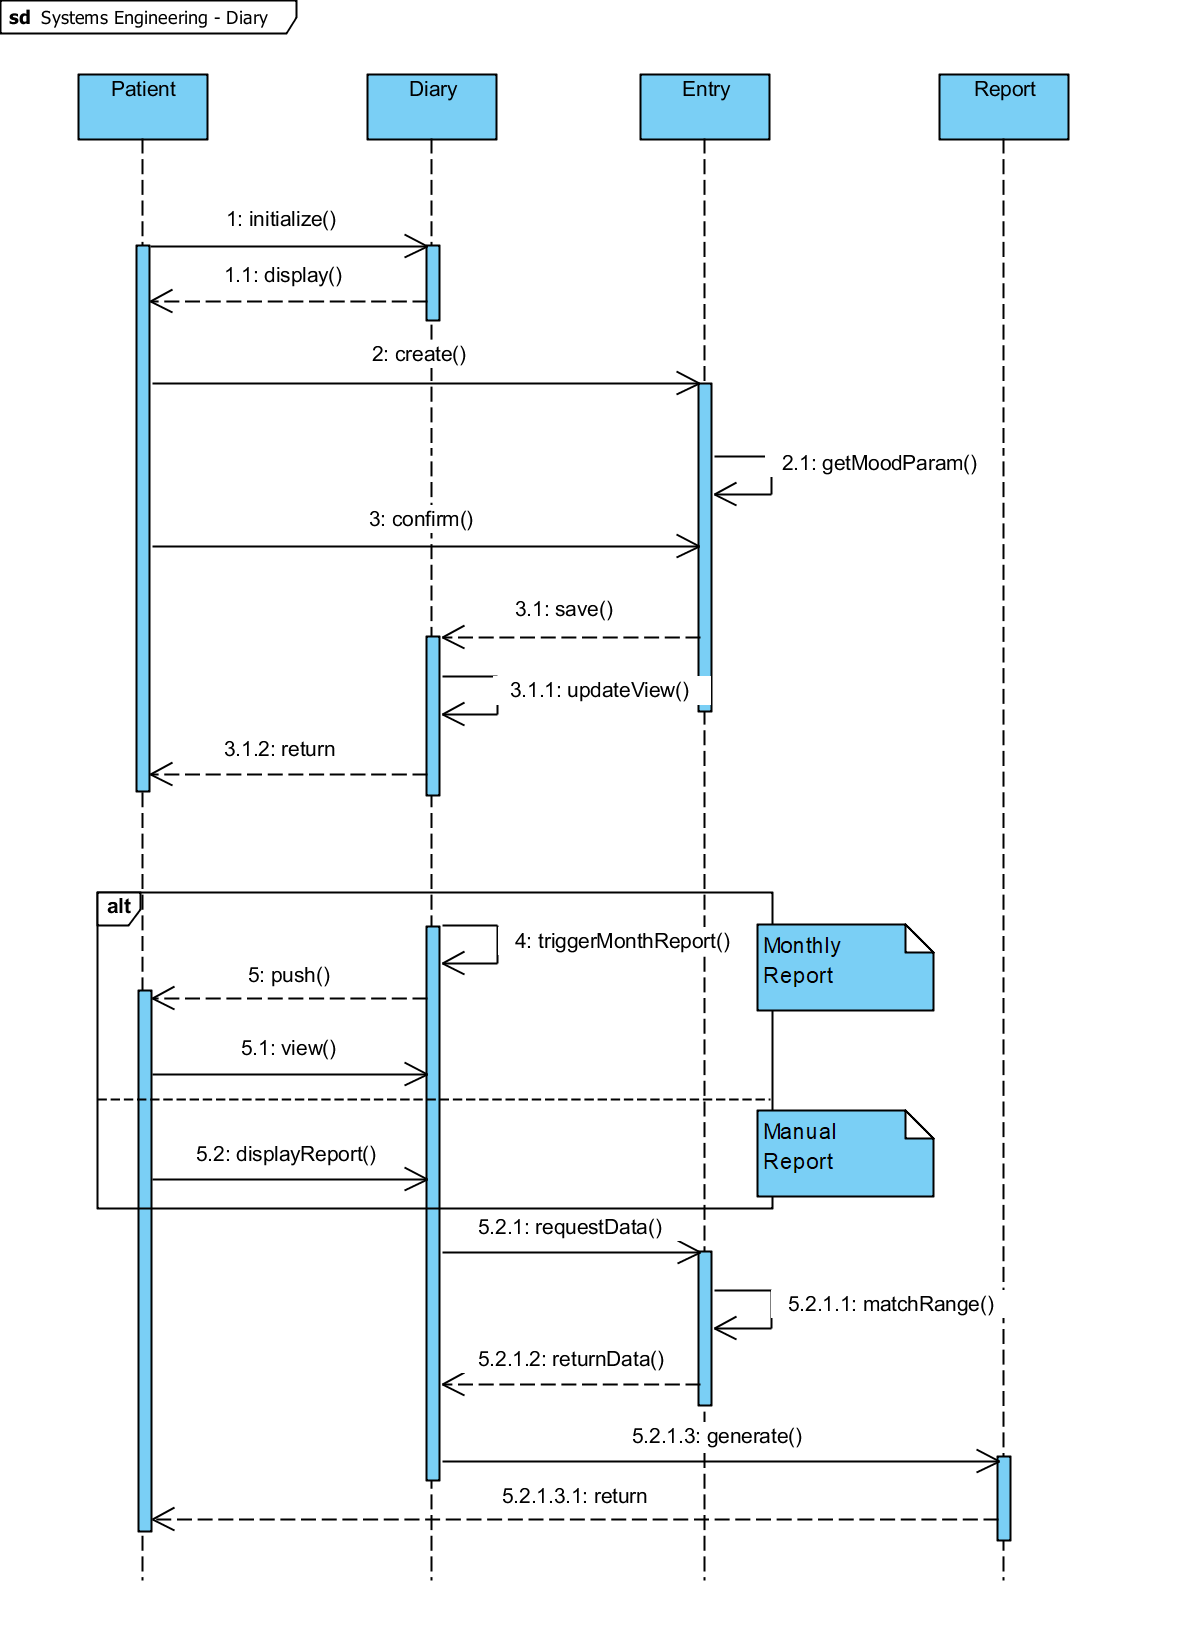 sd Systems Engineering - Diary
Patient
Diary
Entry
Report
1: initialize()
1.1: display()
2: create()
2.1: getMoodParam()
3: confirm()
3.1: save()
3.1.1: updateView()
3.1.2: return
alt
4: triggerMonthReport()
Monthly
Report
5: push()
5.1: view()
Manual
Report
5.2: displayReport()
5.2.1: requestData()
5.2.1.1: matchRange()
5.2.1.2: returnData()
5.2.1.3: generate()
5.2.1.3.1: return